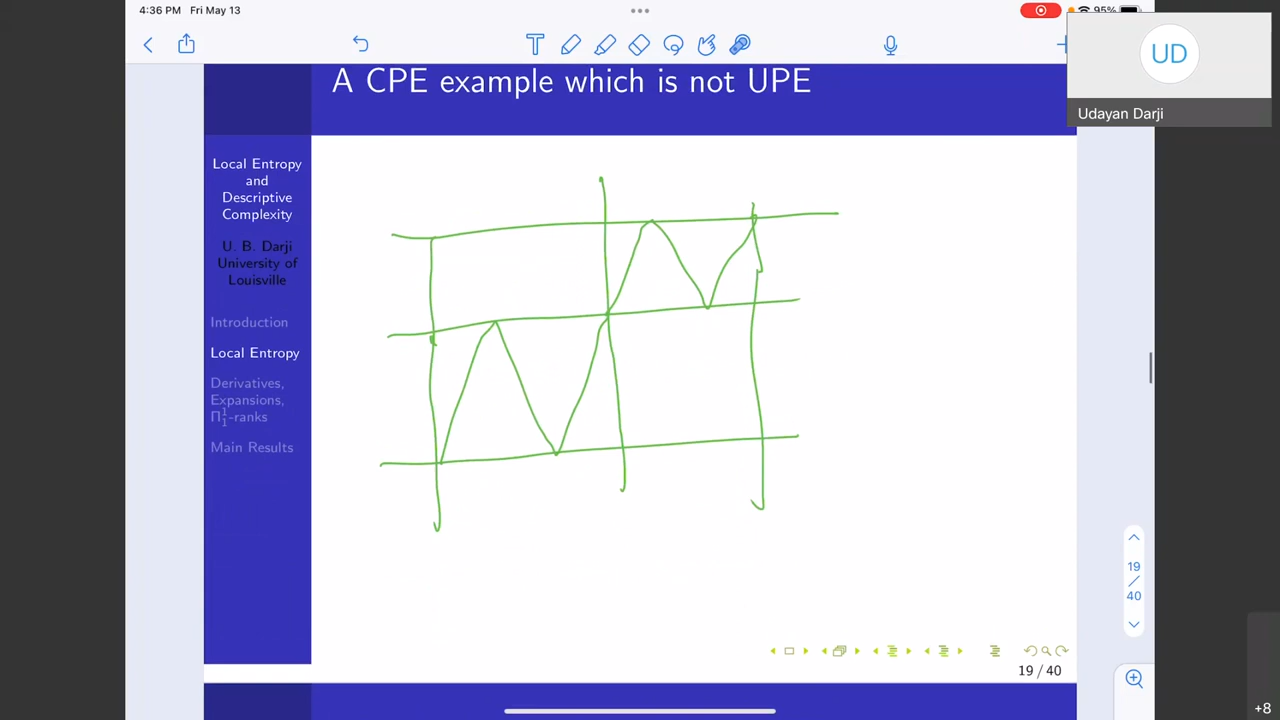 4:36 PM Fri May 13
95%
UD
Udayan Darji
A CPE example which is not UPE
Local Entropy
and
Descriptive
Complexity
U. B. Darji
University of
Louisville
Introduction
Local Entropy
Derivatives,
Expansions,
Π¹₁-ranks
Main Results
19
/
40
19 / 40
+8